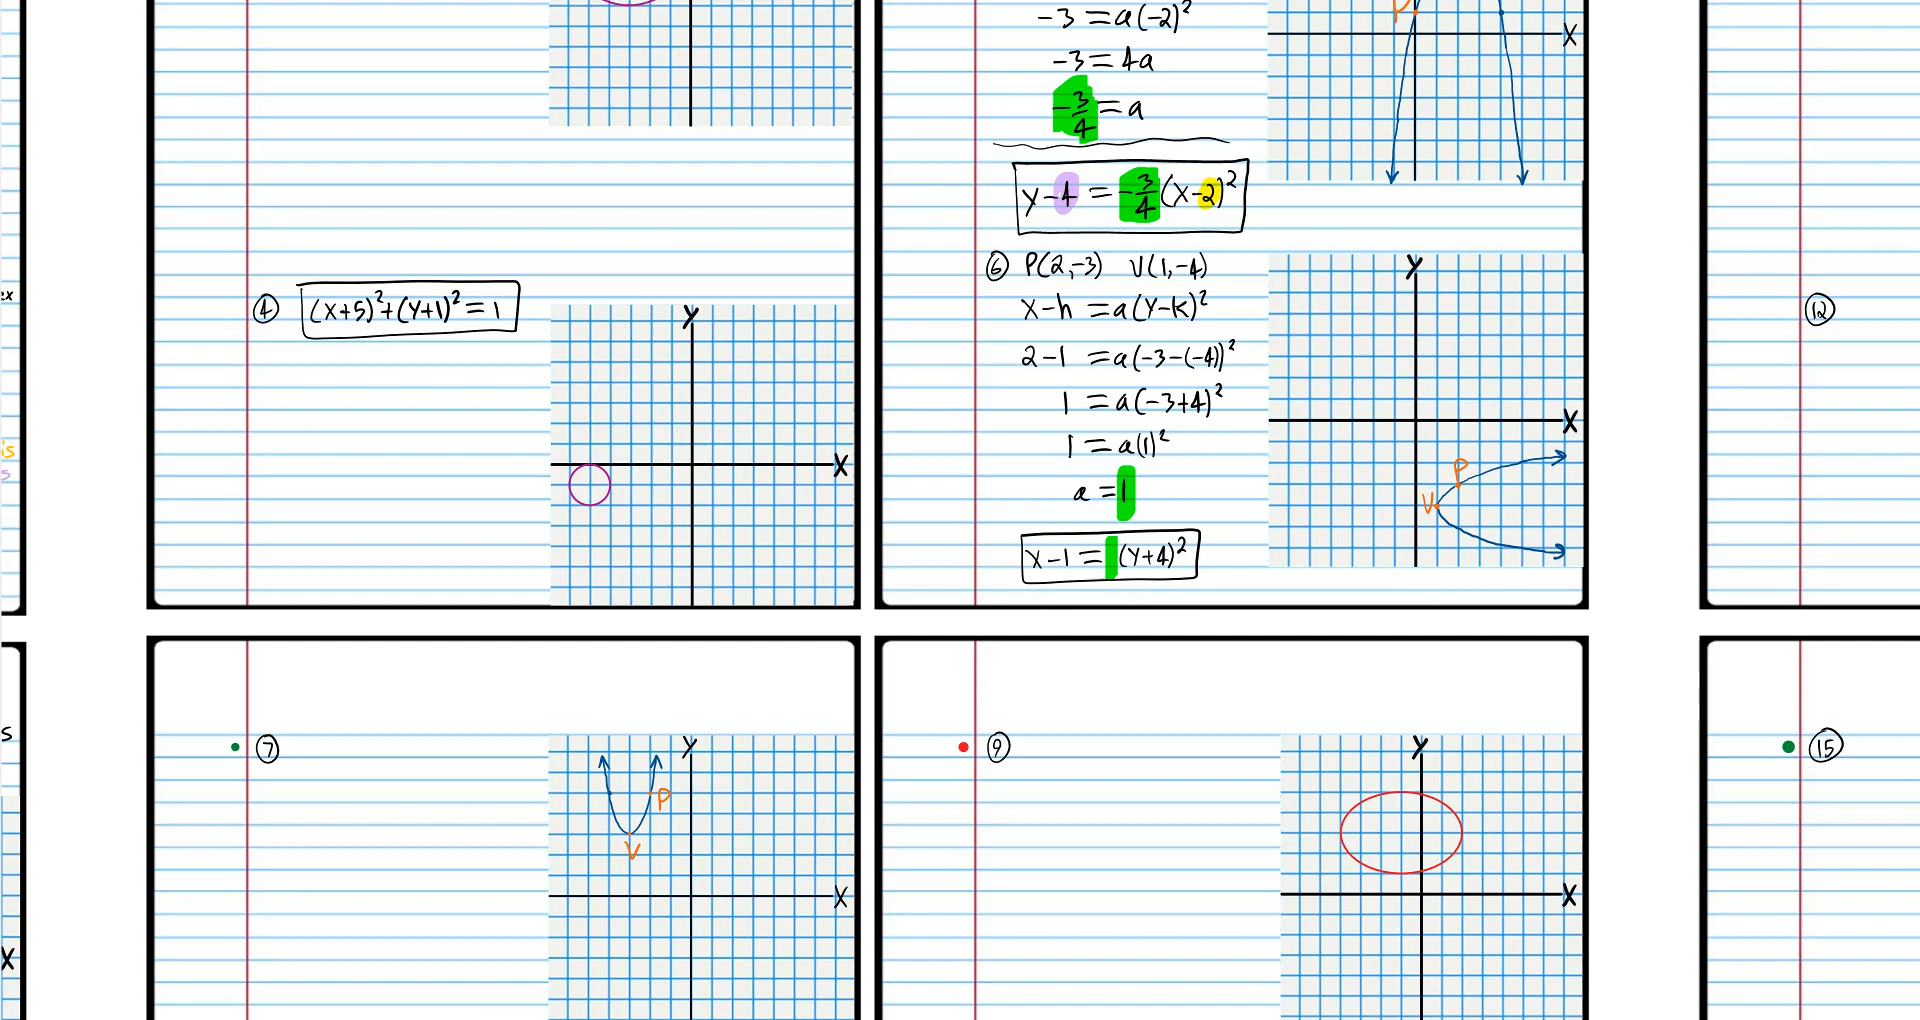 -3 = a(-2)²
-3 = 4a
-3/4 = a
y-4 = -3/4(x-2)²
P
X
④ (x+5)²+(y+1)² = 1
Y
X
⑥ P(2,-3) V(1,-4)
x-h = a(y-k)²
2-1 = a(-3-(-4))²
1 = a(-3+4)²
1 = a(1)²
a = 1
x-1 = (y+4)²
Y
X
P
V
⑫
⑦
Y
P
V
X
⑨
Y
X
⑮
X